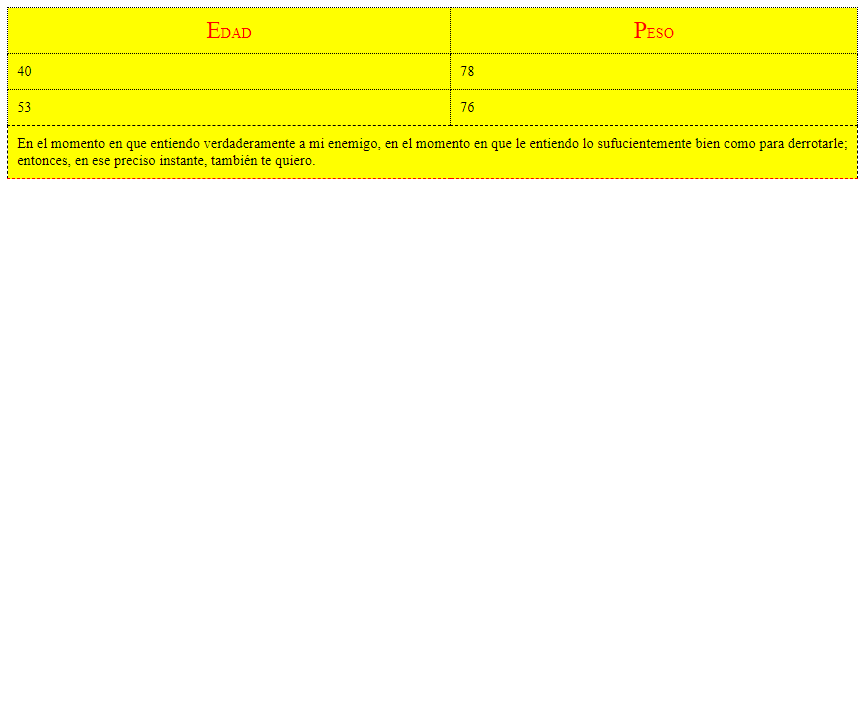 Edad Peso
40 78
53 76
En el momento en que entiendo verdaderamente a mi enemigo, en el momento en que le entiendo lo sufucientemente bien como para derrotarle;
entonces, en ese preciso instante, también te quiero.